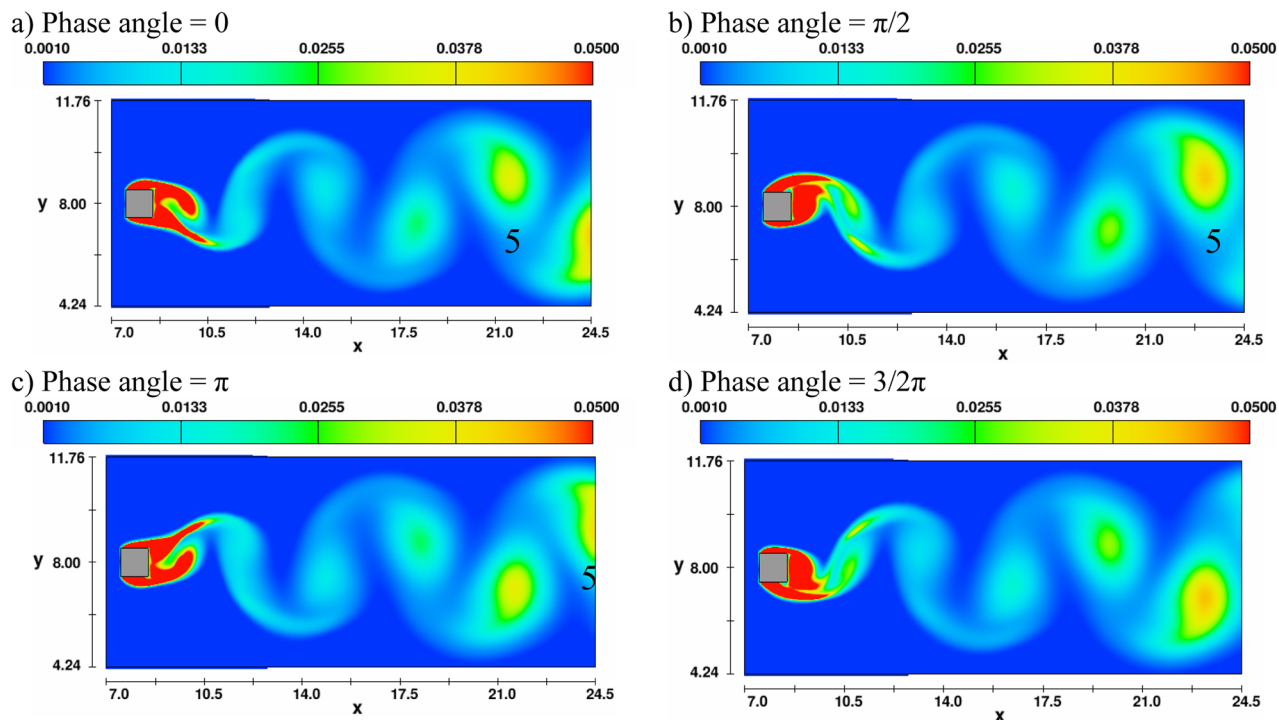 a) Phase angle = 0
0.0010 0.0133 0.0255 0.0378 0.0500
11.76
y 8.00
5
4.24
7.0 10.5 14.0 17.5 21.0 24.5
x
b) Phase angle = π/2
0.0010 0.0133 0.0255 0.0378 0.0500
11.76
y 8.00
5
4.24
7.0 10.5 14.0 17.5 21.0 24.5
x
c) Phase angle = π
0.0010 0.0133 0.0255 0.0378 0.0500
11.76
y 8.00
5
4.24
7.0 10.5 14.0 17.5 21.0 24.5
x
d) Phase angle = 3/2π
0.0010 0.0133 0.0255 0.0378 0.0500
11.76
y 8.00
4.24
7.0 10.5 14.0 17.5 21.0 24.5
x